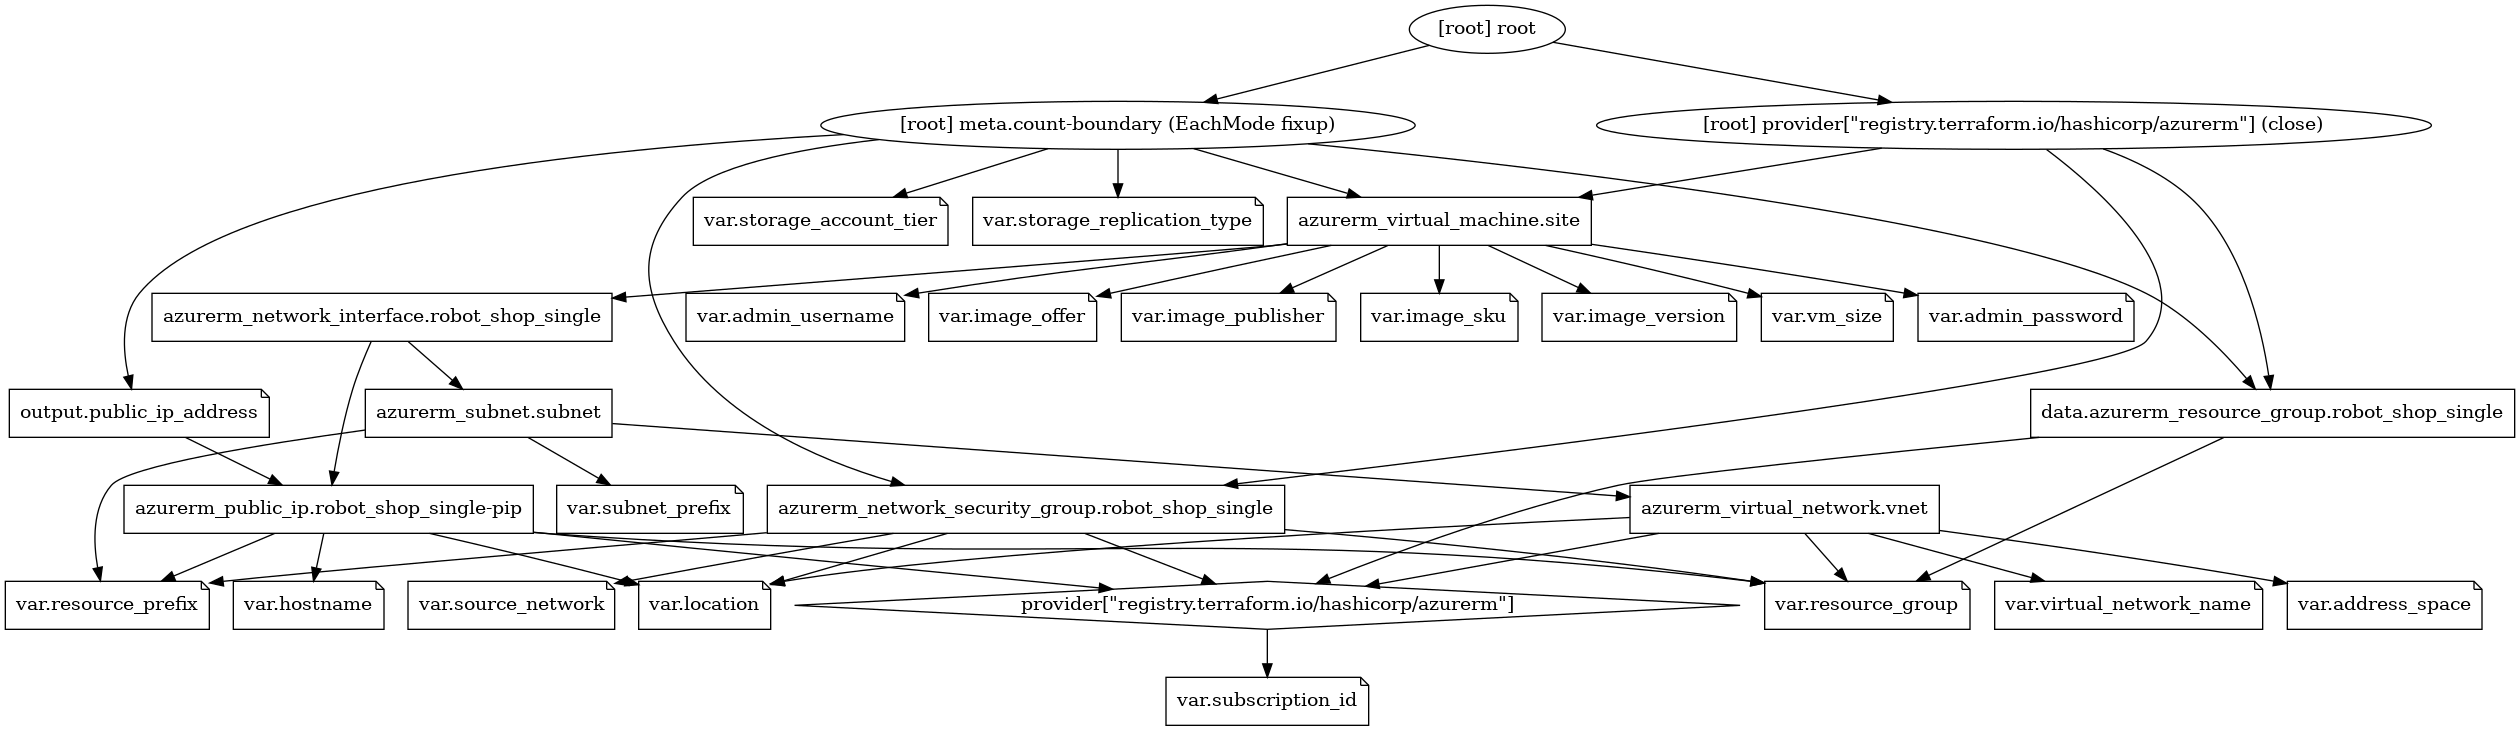 [root] root
[root] meta.count-boundary (EachMode fixup)
[root] provider["registry.terraform.io/hashicorp/azurerm"] (close)
var.storage_account_tier
var.storage_replication_type
azurerm_virtual_machine.site
azurerm_network_interface.robot_shop_single
var.admin_username
var.image_offer
var.image_publisher
var.image_sku
var.image_version
var.vm_size
var.admin_password
output.public_ip_address
azurerm_subnet.subnet
data.azurerm_resource_group.robot_shop_single
azurerm_public_ip.robot_shop_single-pip
var.subnet_prefix
azurerm_network_security_group.robot_shop_single
azurerm_virtual_network.vnet
var.resource_prefix
var.hostname
var.source_network
var.location
provider["registry.terraform.io/hashicorp/azurerm"]
var.resource_group
var.virtual_network_name
var.address_space
var.subscription_id